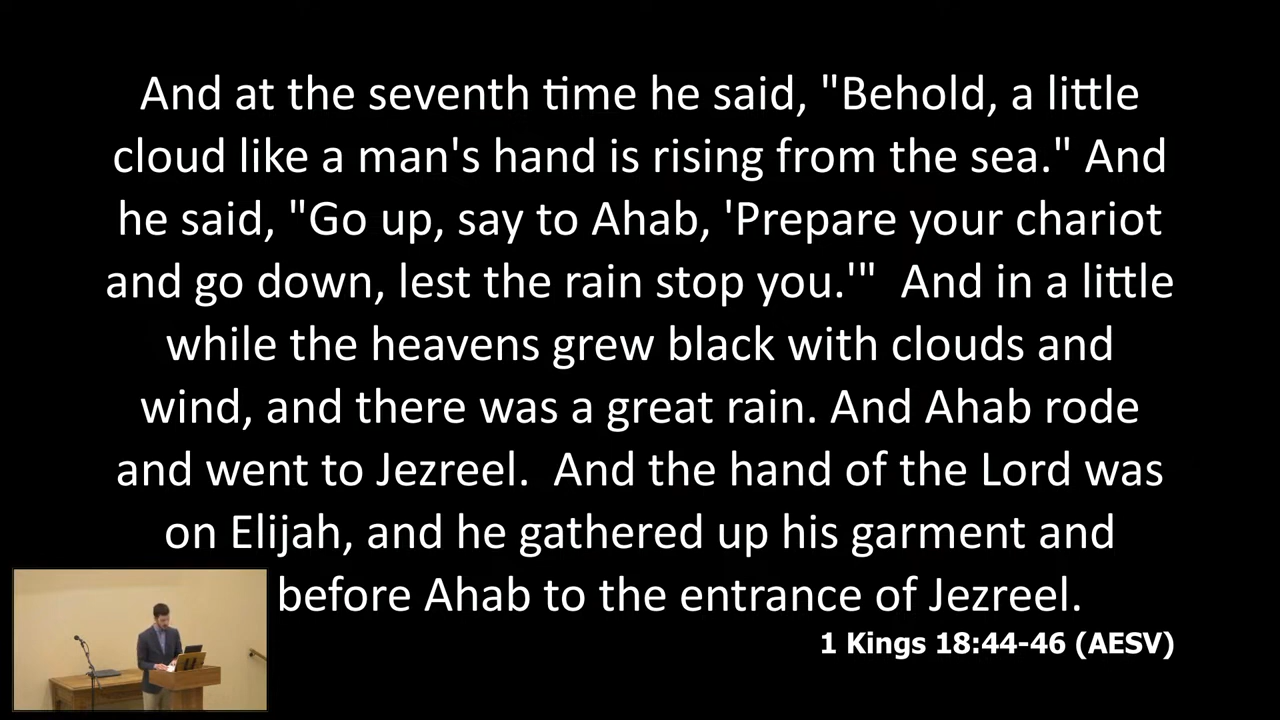 And at the seventh time he said, "Behold, a little
cloud like a man's hand is rising from the sea." And
he said, "Go up, say to Ahab, 'Prepare your chariot
and go down, lest the rain stop you.'"  And in a little
while the heavens grew black with clouds and
wind, and there was a great rain. And Ahab rode
and went to Jezreel.  And the hand of the Lord was
on Elijah, and he gathered up his garment and
before Ahab to the entrance of Jezreel.
1 Kings 18:44-46 (AESV)